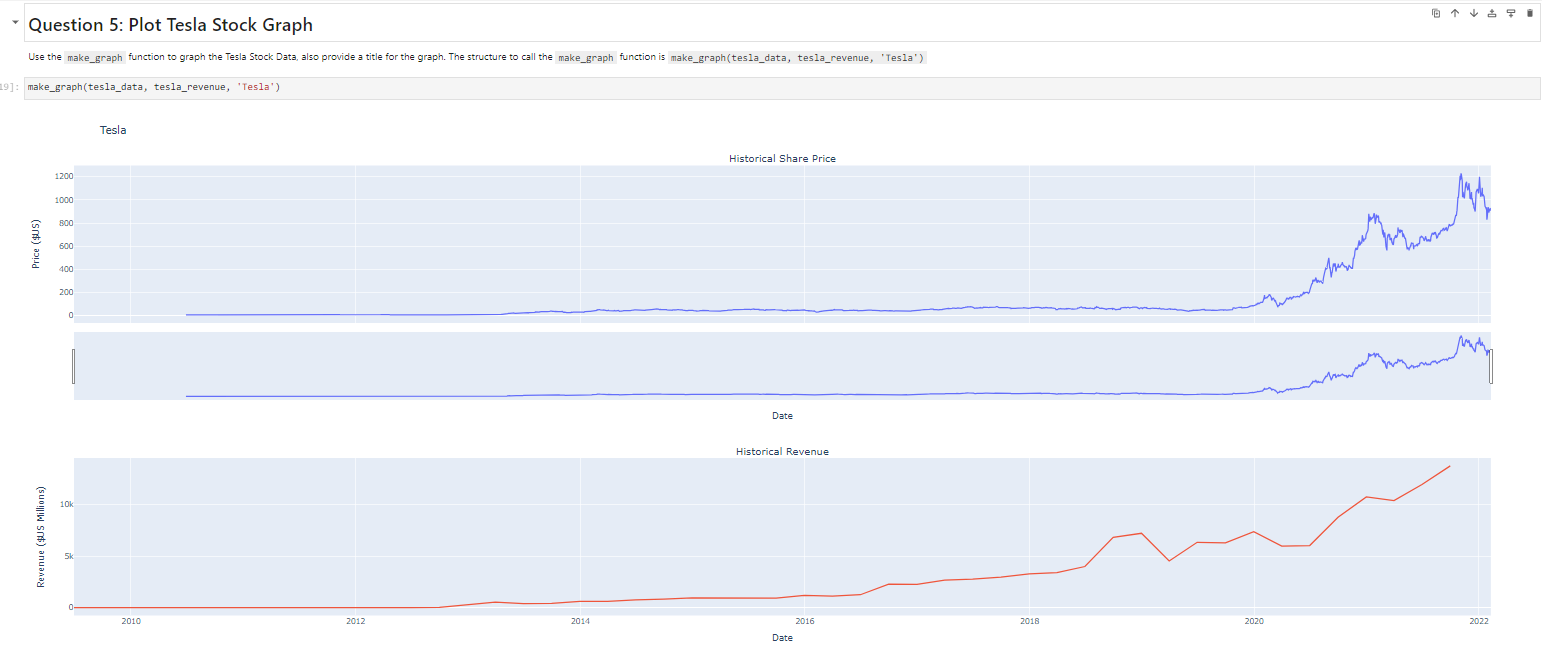 Question 5: Plot Tesla Stock Graph
Use the make_graph function to graph the Tesla Stock Data, also provide a title for the graph. The structure to call the make_graph function is make_graph(tesla_data, tesla_revenue, 'Tesla')
19]: make_graph(tesla_data, tesla_revenue, 'Tesla')
Tesla
Historical Share Price
Price ($US)
1200
1000
800
600
400
200
0
Date
Historical Revenue
Revenue ($US Millions)
10k
5k
0
2010 2012 2014 2016 2018 2020 2022
Date